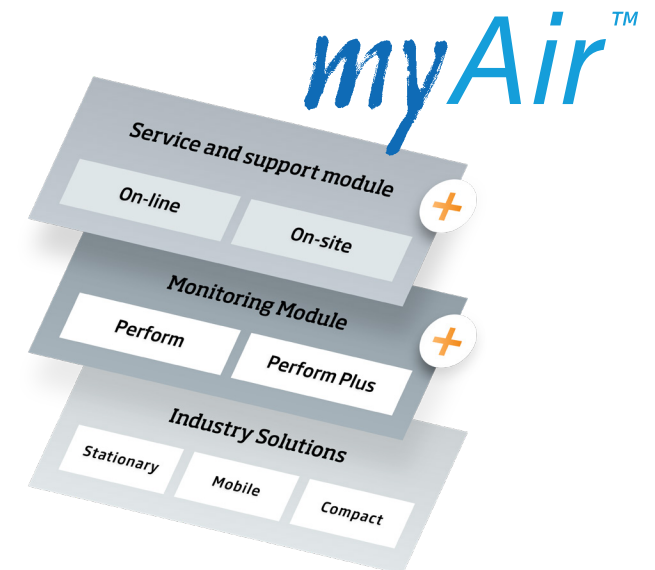 myAir™
Service and support module
On-line
On-site
+
Monitoring Module
Perform
Perform Plus
+
Industry Solutions
Stationary
Mobile
Compact